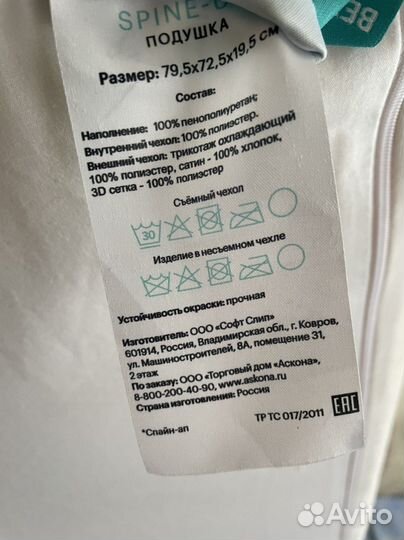 SPINE-
BE
ПОДУШКА
Размер: 79,5х72,5х19,5 см
Состав:
Наполнение: 100% пенополиуретан;
Внутренний чехол: 100% полиэстер.
Внешний чехол: трикотаж охлаждающий
100% полиэстер, сатин - 100% хлопок,
3D сетка - 100% полиэстер
Съёмный чехол
30
Изделие в несъемном чехле
Устойчивость окраски: прочная
Изготовитель: ООО «Софт Слип»
601914, Россия, Владимирская обл., г. Ковров,
ул. Машиностроителей, 8А, помещение 31,
2 этаж
По заказу: ООО «Торговый дом «Аскона»,
8-800-200-40-90, www.askona.ru
Страна изготовления: Россия
ТР ТС 017/2011
EAC
*Спайн-ап
Avito